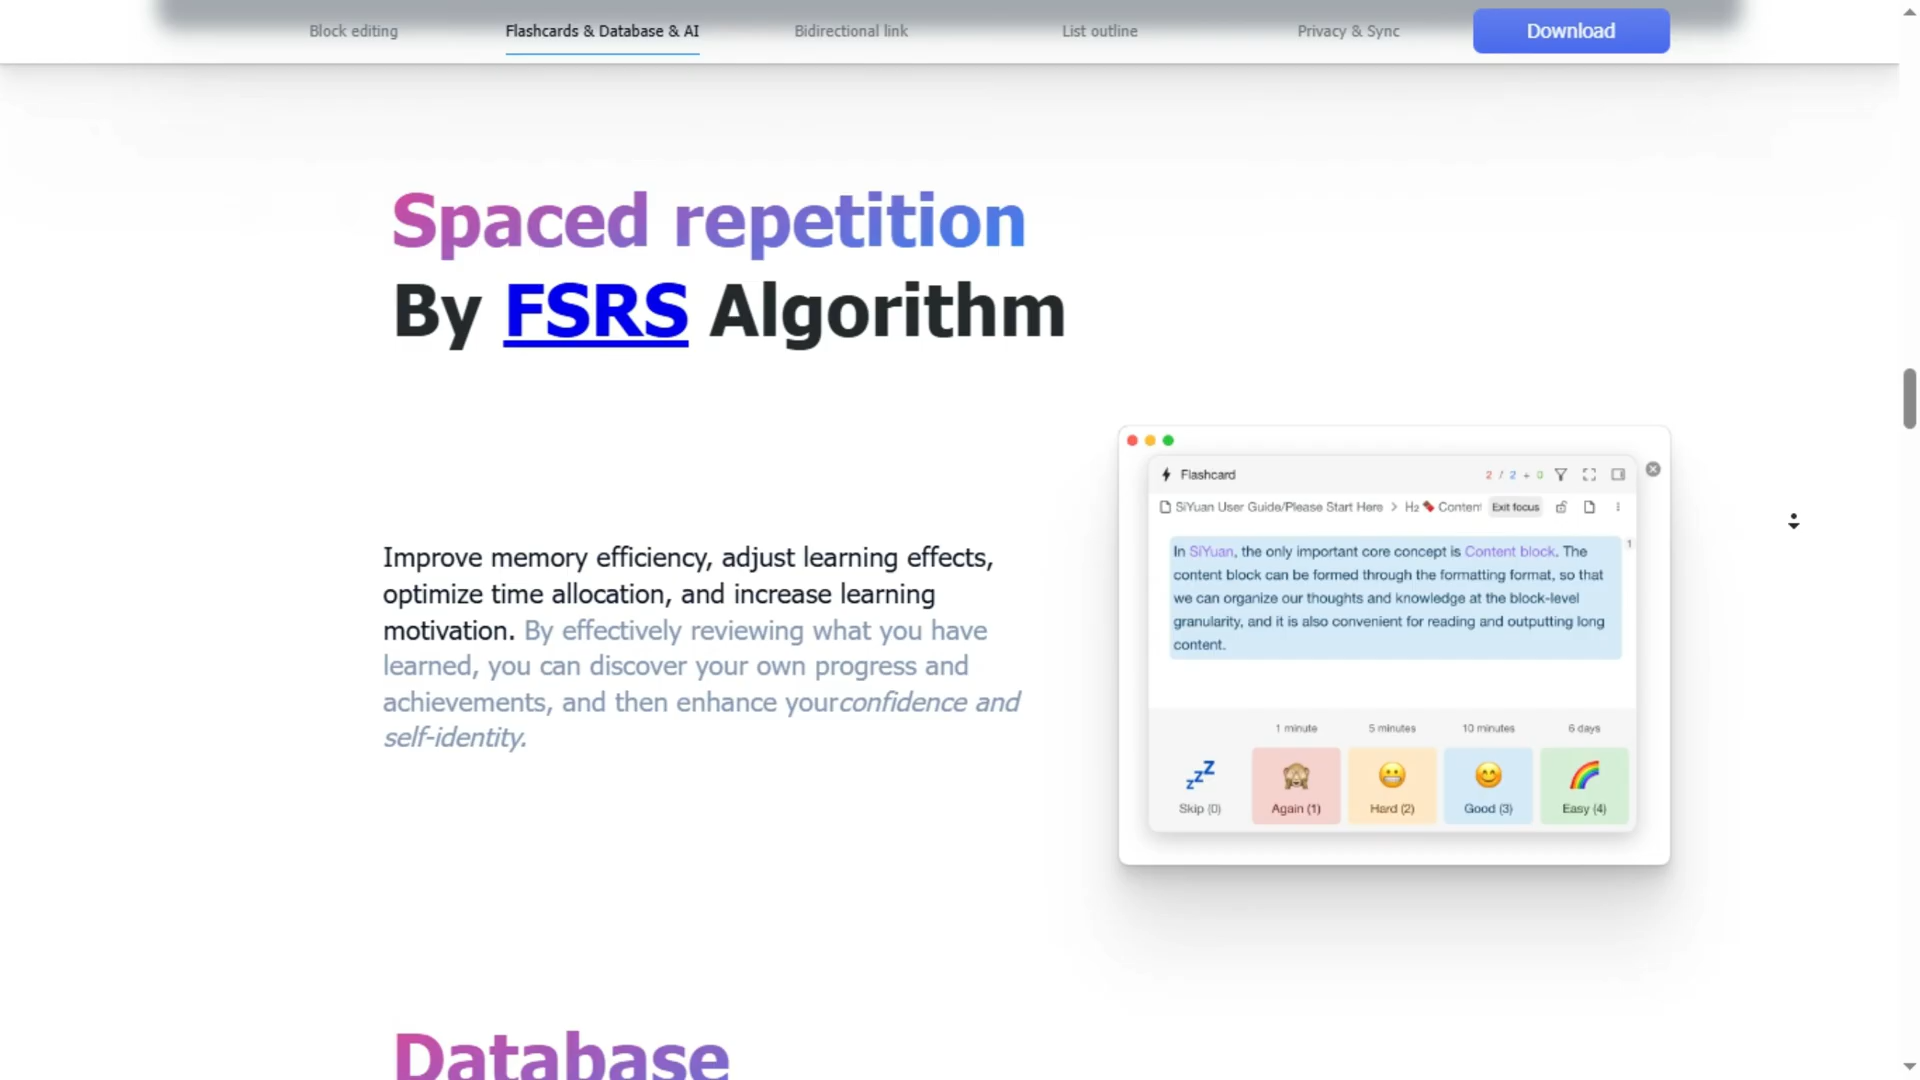 Block editing
Flashcards & Database & AI
Bidirectional link
List outline
Privacy & Sync
Download
Spaced repetition
By FSRS Algorithm
Improve memory efficiency, adjust learning effects,
optimize time allocation, and increase learning
motivation. By effectively reviewing what you have
learned, you can discover your own progress and
achievements, and then enhance yourconfidence and
self-identity.
Flashcard
2 / 2 + 0
SiYuan User Guide/Please Start Here > H2 Content
Exit focus
In SiYuan, the only important core concept is Content block. The
content block can be formed through the formatting format, so that
we can organize our thoughts and knowledge at the block-level
granularity, and it is also convenient for reading and outputting long
content.
1
1 minute
5 minutes
10 minutes
6 days
Skip (0)
Again (1)
Hard (2)
Good (3)
Easy (4)
Database